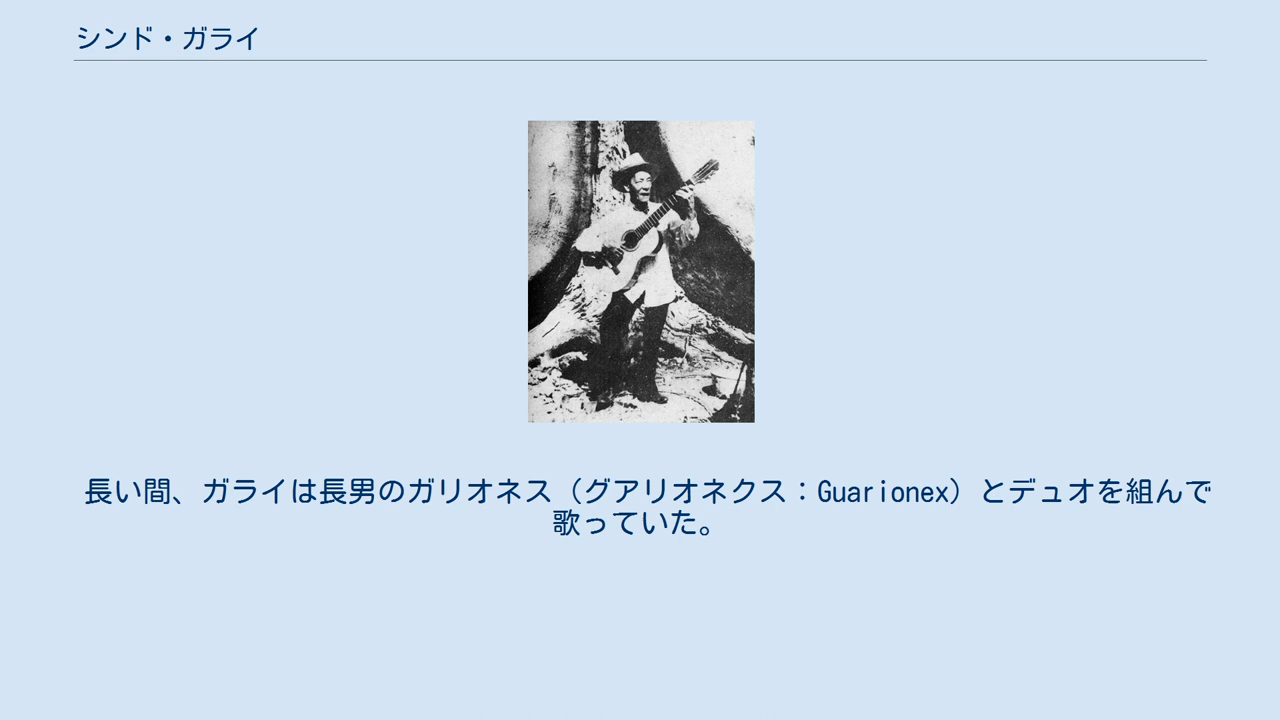 シンド・ガライ
長い間、ガライは長男のガリオネス（グアリオネクス：Guarionex）とデュオを組んで
歌っていた。